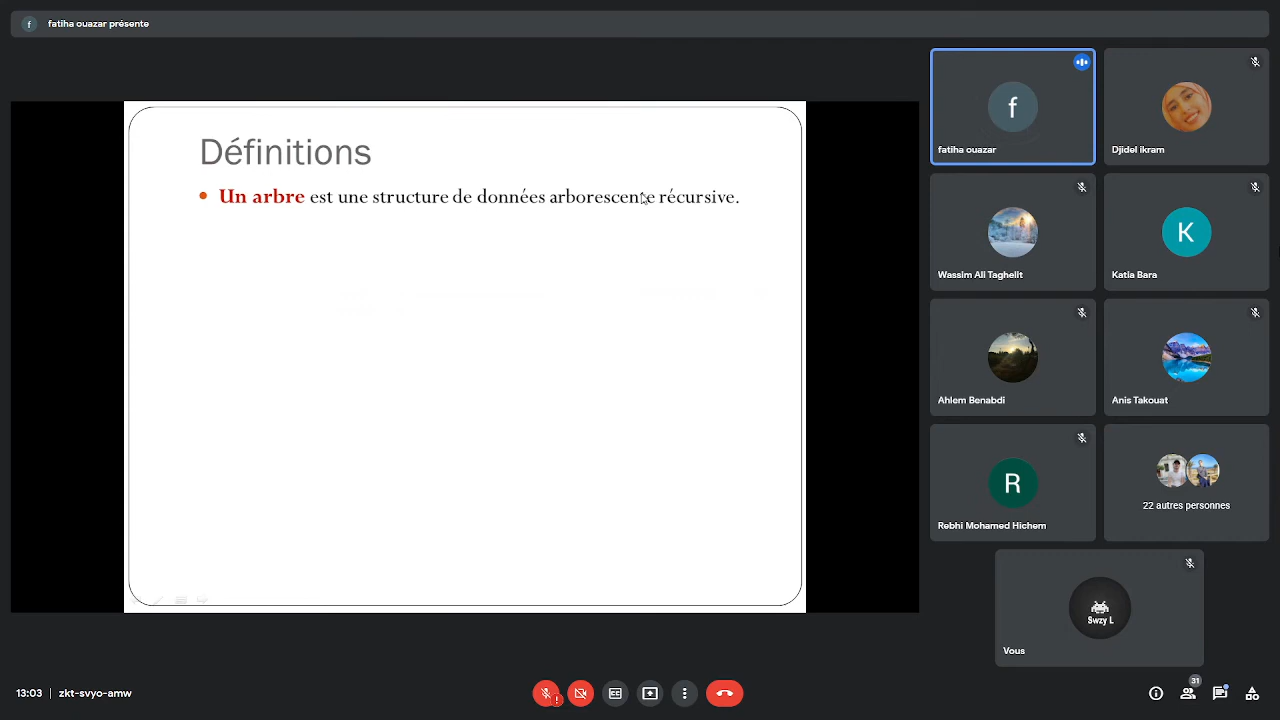 f
fatiha ouazar présente
Définitions
• Un arbre est une structure de données arborescente récursive.
f
fatiha ouazar
Djidel ikram
Wassim Ali Taghelit
K
Katia Bara
Ahlem Benabdi
Anis Takouat
R
Rebhi Mohamed Hichem
22 autres personnes
Swzy L
Vous
13:03 | zkt-svyo-amw
31